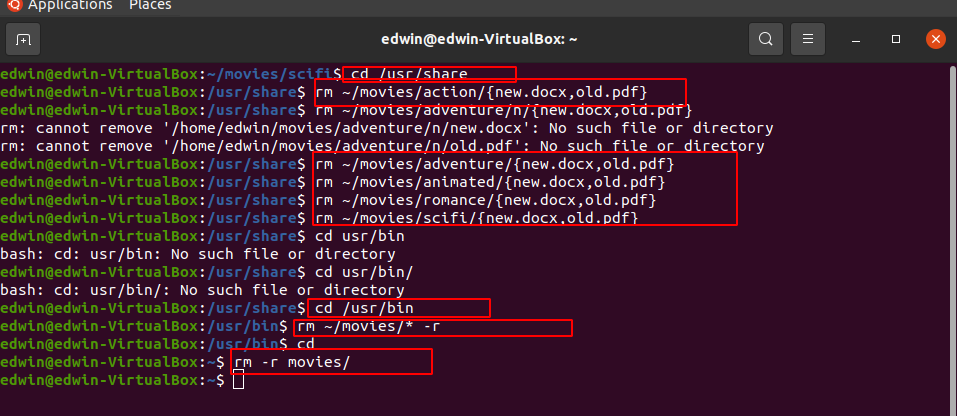 Applications Places
edwin@edwin-VirtualBox: ~
edwin@edwin-VirtualBox:~/movies/scifi$ cd /usr/share
edwin@edwin-VirtualBox:/usr/share$ rm ~/movies/action/{new.docx,old.pdf}
edwin@edwin-VirtualBox:/usr/share$ rm ~/movies/adventure/n/{new.docx,old.pdf}
rm: cannot remove '/home/edwin/movies/adventure/n/new.docx': No such file or directory
rm: cannot remove '/home/edwin/movies/adventure/n/old.pdf': No such file or directory
edwin@edwin-VirtualBox:/usr/share$ rm ~/movies/adventure/{new.docx,old.pdf}
edwin@edwin-VirtualBox:/usr/share$ rm ~/movies/animated/{new.docx,old.pdf}
edwin@edwin-VirtualBox:/usr/share$ rm ~/movies/romance/{new.docx,old.pdf}
edwin@edwin-VirtualBox:/usr/share$ rm ~/movies/scifi/{new.docx,old.pdf}
edwin@edwin-VirtualBox:/usr/share$ cd usr/bin
bash: cd: usr/bin: No such file or directory
edwin@edwin-VirtualBox:/usr/share$ cd usr/bin/
bash: cd: usr/bin/: No such file or directory
edwin@edwin-VirtualBox:/usr/share$ cd /usr/bin
edwin@edwin-VirtualBox:/usr/bin$ rm ~/movies/* -r
edwin@edwin-VirtualBox:/usr/bin$ cd
edwin@edwin-VirtualBox:~$ rm -r movies/
edwin@edwin-VirtualBox:~$